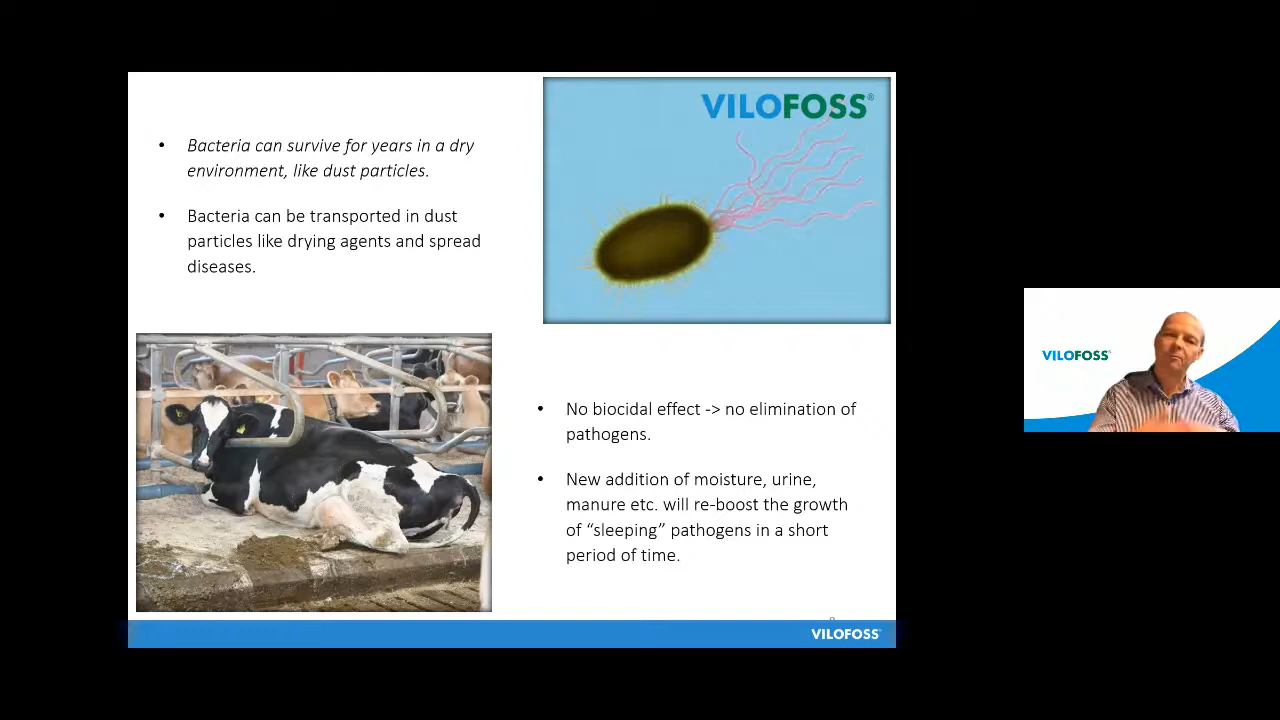 VILOFOSS®
• Bacteria can survive for years in a dry
environment, like dust particles.
• Bacteria can be transported in dust
particles like drying agents and spread
diseases.
• No biocidal effect -> no elimination of
pathogens.
• New addition of moisture, urine,
manure etc. will re-boost the growth
of “sleeping” pathogens in a short
period of time.
VILOFOSS®
VILOFOSS®